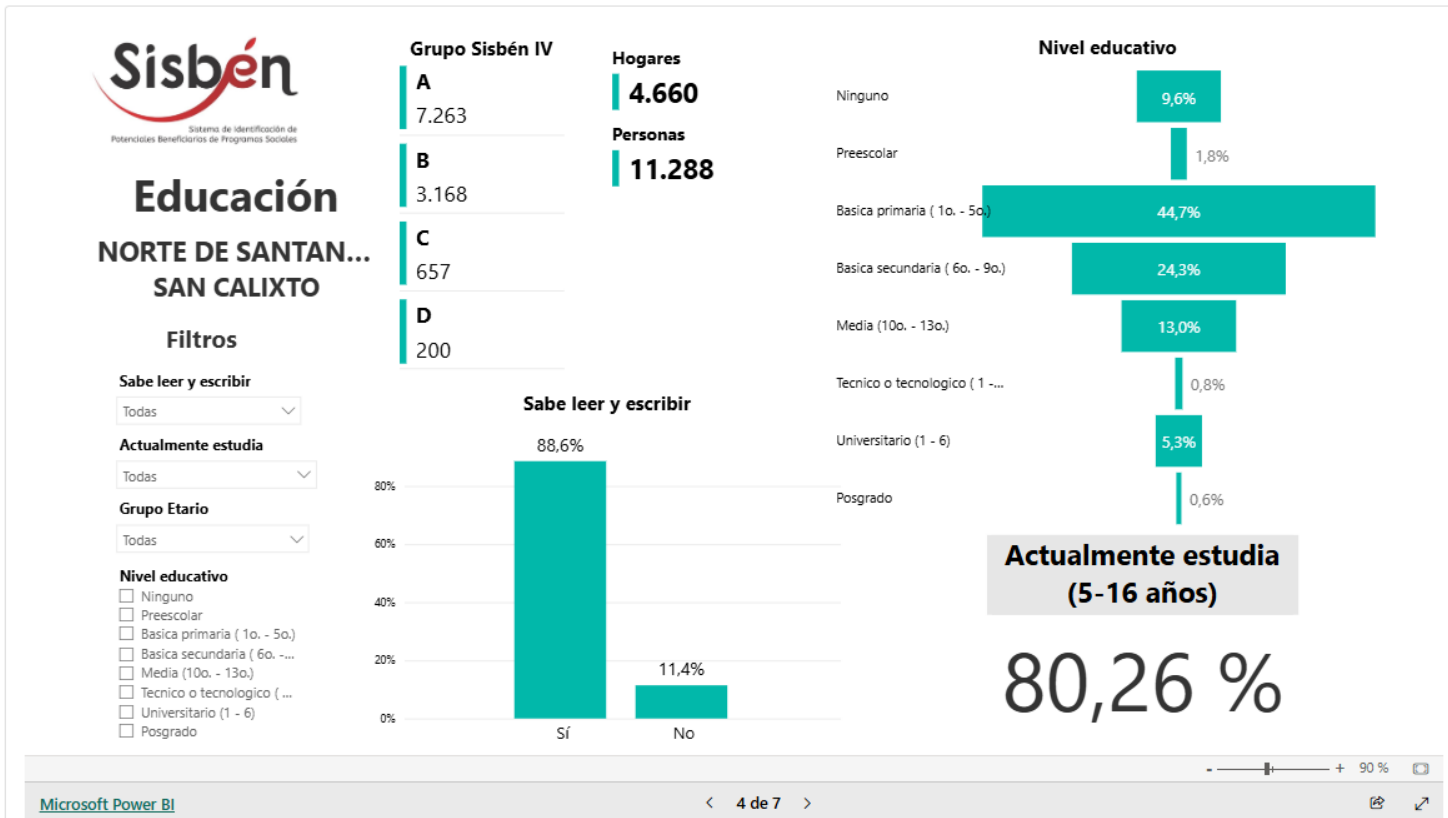 Sisbén
Sistema de Identificación de
Potenciales Beneficiarios de Programas Sociales
Educación
NORTE DE SANTAN...
SAN CALIXTO
Filtros
Sabe leer y escribir
Todas
Actualmente estudia
Todas
Grupo Etario
Todas
Nivel educativo
Ninguno
Preescolar
Basica primaria ( 1o. - 5o.)
Basica secundaria ( 6o. -...
Media (10o. - 13o.)
Tecnico o tecnologico ( ...
Universitario (1 - 6)
Posgrado
Grupo Sisbén IV
A
7.263
B
3.168
C
657
D
200
Hogares
4.660
Personas
11.288
Sabe leer y escribir
88,6%
11,4%
80%
60%
40%
20%
0%
Sí No
Nivel educativo
Ninguno 9,6%
Preescolar 1,8%
Basica primaria ( 1o. - 5o.) 44,7%
Basica secundaria ( 6o. - 9o.) 24,3%
Media (10o. - 13o.) 13,0%
Tecnico o tecnologico ( 1 -... 0,8%
Universitario (1 - 6) 5,3%
Posgrado 0,6%
Actualmente estudia
(5-16 años)
80,26 %
- + 90 %
Microsoft Power BI < 4 de 7 >